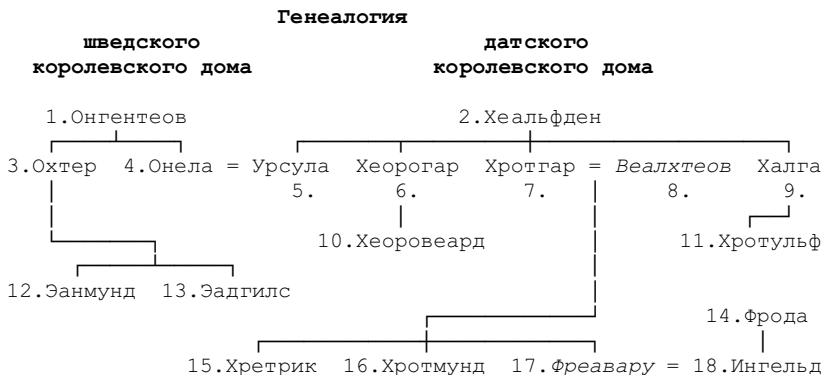 Генеалогия
шведского датского
королевского дома королевского дома
1.Онгентеов 2.Хеальфден
3.Охтер 4.Онела = Урсула Хеорогар Хротгар = Веалхтеов Халга
5. 6. 7. 8. 9.
10.Хеоровеард 11.Хротульф
12.Эанмунд 13.Эадгилс
14.Фрода
15.Хретрик 16.Хротмунд 17.Фреавару = 18.Ингельд